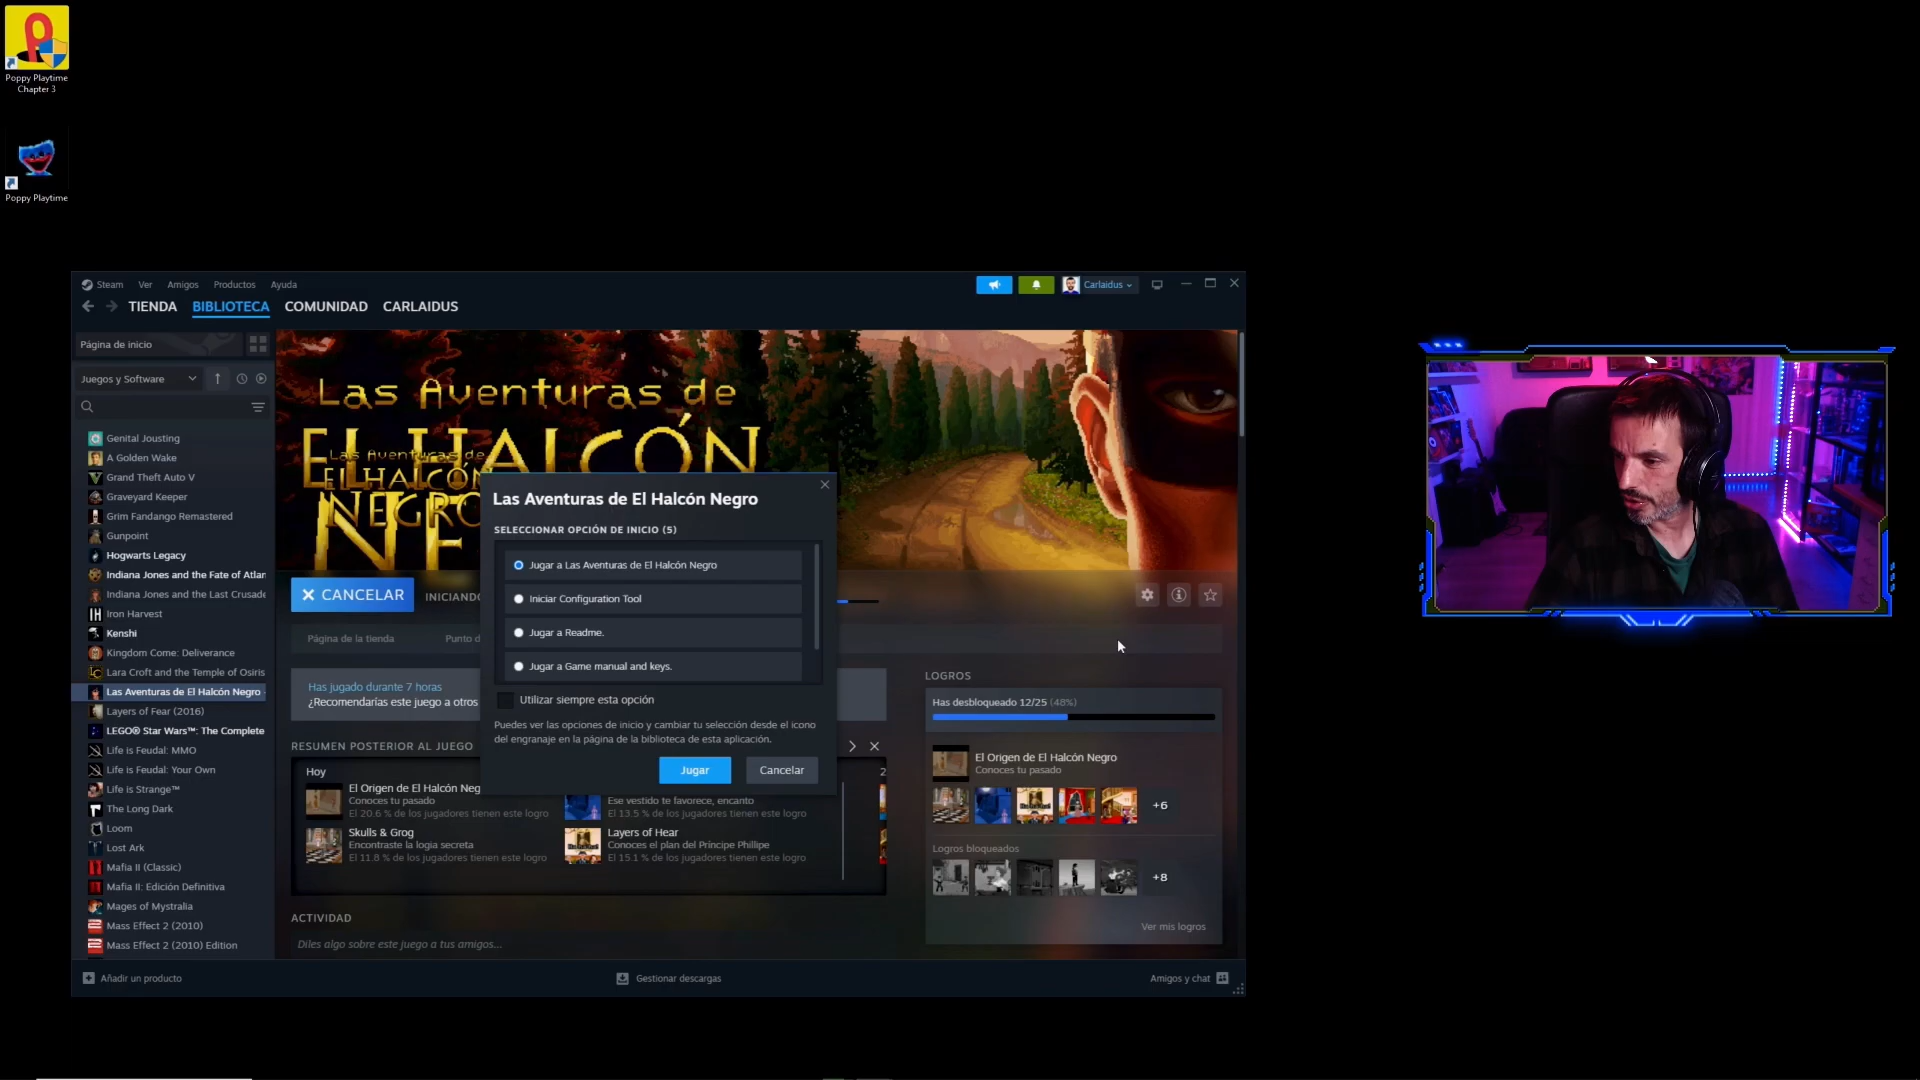 Poppy Playtime
Chapter 3
Poppy Playtime
Steam
Ver
Amigos
Productos
Ayuda
Carlaidus
TIENDA
BIBLIOTECA
COMUNIDAD
CARLAIDUS
Página de inicio
Juegos y Software
Genital Jousting
A Golden Wake
Grand Theft Auto V
Graveyard Keeper
Grim Fandango Remastered
Gunpoint
Hogwarts Legacy
Indiana Jones and the Fate of Atlan
Indiana Jones and the Last Crusade
Iron Harvest
Kenshi
Kingdom Come: Deliverance
Lara Croft and the Temple of Osiris
Las Aventuras de El Halcón Negro
Layers of Fear (2016)
LEGO® Star Wars™: The Complete
Life is Feudal: MMO
Life is Feudal: Your Own
Life is Strange™
The Long Dark
Loom
Lost Ark
Mafia II (Classic)
Mafia II: Edición Definitiva
Mages of Mystralia
Mass Effect 2 (2010)
Mass Effect 2 (2010) Edition
Las Aventuras de
EL HALCÓN
Las Aventuras de
EL HALCÓN
NEGRO
CANCELAR
INICIANDO
Página de la tienda
Punto d
Has jugado durante 7 horas
¿Recomendarías este juego a otros
Las Aventuras de El Halcón Negro
SELECCIONAR OPCIÓN DE INICIO (5)
Jugar a Las Aventuras de El Halcón Negro
Iniciar Configuration Tool
Jugar a Readme.
Jugar a Game manual and keys.
Utilizar siempre esta opción
Puedes ver las opciones de inicio y cambiar tu selección desde el icono
del engranaje en la página de la biblioteca de esta aplicación.
Jugar
Cancelar
RESUMEN POSTERIOR AL JUEGO
Hoy
2
El Origen de El Halcón Neg
Conoces tu pasado
El 20.6 % de los jugadores tienen este logro
Ese vestido te favorece, encanto
El 13.5 % de los jugadores tienen este logro
Skulls & Grog
Encontraste la logia secreta
El 11.8 % de los jugadores tienen este logro
Layers of Hear
Conoces el plan del Príncipe Phillipe
El 15.1 % de los jugadores tienen este logro
ACTIVIDAD
Diles algo sobre este juego a tus amigos...
LOGROS
Has desbloqueado 12/25 (48%)
El Origen de El Halcón Negro
Conoces tu pasado
+6
Logros bloqueados
+8
Ver mis logros
Añadir un producto
Gestionar descargas
Amigos y chat